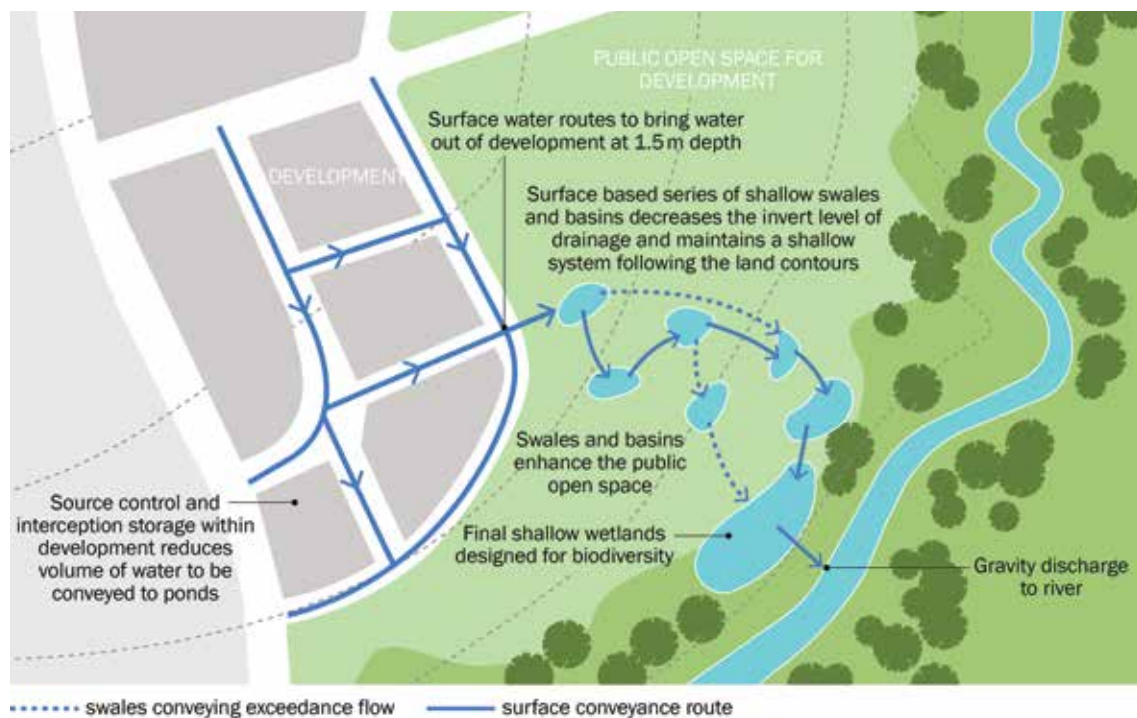 PUBLIC OPEN SPACE FOR
DEVELOPMENT
Surface water routes to bring water
out of development at 1.5 m depth
DEVELOPMENT
Surface based series of shallow swales
and basins decreases the invert level of
drainage and maintains a shallow
system following the land contours
Swales and basins
enhance the public
open space
Source control and
interception storage within
development reduces
volume of water to be
conveyed to ponds
Final shallow wetlands
designed for biodiversity
Gravity discharge
to river
swales conveying exceedance flow
surface conveyance route